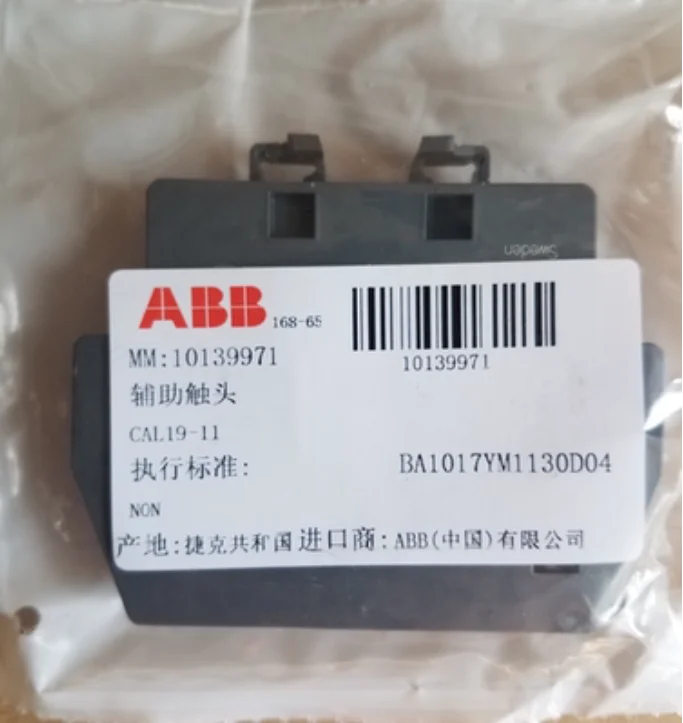 Sweden
ABB 168-65
MM:10139971
10139971
辅助触头
CAL19-11
执行标准:
BA1017YM1130D04
NON
产地:捷克共和国进口商:ABB(中国)有限公司